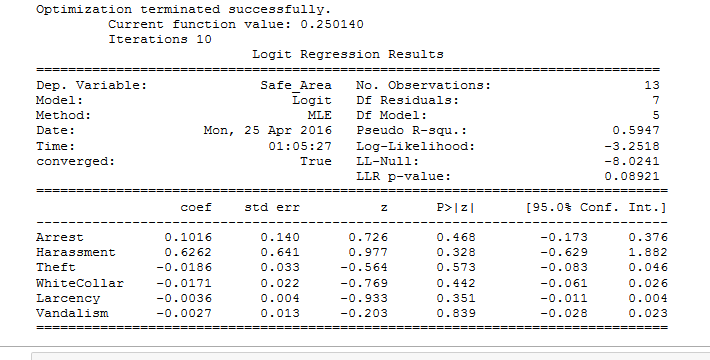 Optimization terminated successfully.
Current function value: 0.250140
Iterations 10
Logit Regression Results
==============================================================================
Dep. Variable: Safe_Area No. Observations: 13
Model: Logit Df Residuals: 7
Method: MLE Df Model: 5
Date: Mon, 25 Apr 2016 Pseudo R-squ.: 0.5947
Time: 01:05:27 Log-Likelihood: -3.2518
converged: True LL-Null: -8.0241
LLR p-value: 0.08921
==============================================================================
coef std err z P>|z| [95.0% Conf. Int.]
------------------------------------------------------------------------------
Arrest 0.1016 0.140 0.726 0.468 -0.173 0.376
Harassment 0.6262 0.641 0.977 0.328 -0.629 1.882
Theft -0.0186 0.033 -0.564 0.573 -0.083 0.046
WhiteCollar -0.0171 0.022 -0.769 0.442 -0.061 0.026
Larcency -0.0036 0.004 -0.933 0.351 -0.011 0.004
Vandalism -0.0027 0.013 -0.203 0.839 -0.028 0.023
==============================================================================